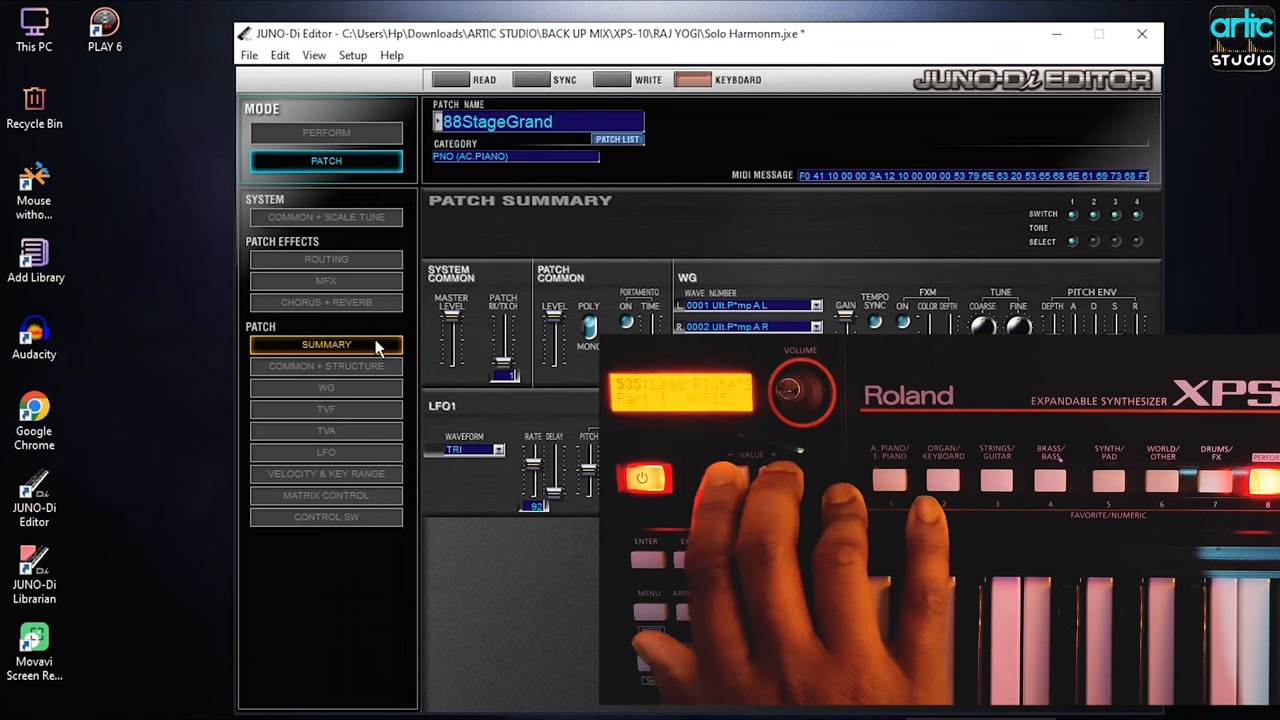 This PC
PLAY 6
Recycle Bin
Mouse
witho...
Add Library
Audacity
Google
Chrome
JUNO-Di
Editor
JUNO-Di
Librarian
Movavi
Screen Re...
artic
STUDIO
JUNO-Di Editor - C:\Users\Hp\Downloads\ARTIC STUDIO\BACK UP MIX\XPS-10\RAJ YOGI\Solo Harmonm.jxe *
File Edit View Setup Help
READ SYNC WRITE KEYBOARD
JUNO-Di EDITOR
MODE
PERFORM
PATCH
SYSTEM
COMMON + SCALE TUNE
PATCH EFFECTS
ROUTING
MFX
CHORUS + REVERB
PATCH
SUMMARY
COMMON + STRUCTURE
WG
TVF
TVA
LFO
VELOCITY & KEY RANGE
MATRIX CONTROL
CONTROL SW
PATCH NAME
88StageGrand
PATCH LIST
CATEGORY
PNO (AC.PIANO)
MIDI MESSAGE F0 41 10 00 00 3A 12 10 00 00 00 53 79 6E 63 20 53 65 68 6E 61 69 73 68 F7
PATCH SUMMARY
1 2 3 4
SWITCH
TONE
SELECT
SYSTEM
COMMON
MASTER
LEVEL
PATCH
RX/TXCH
1
PATCH
COMMON
LEVEL
POLY
MONO
PORTAMENTO
ON TIME
WG
WAVE NUMBER
L 0001 Ult.P*mp A L
R 0002 Ult.P*mp A R
GAIN
TEMPO
SYNC
FXM
ON COLOR DEPTH
TUNE
COARSE FINE
PITCH ENV
DEPTH A D S R
LFO1
WAVEFORM
TRI
RATE DELAY
92
535:Lead Flute"S
Part 1
VOLUME
Roland
EXPANDABLE SYNTHESIZER
XPS
- VALUE +
A. PIANO/
E. PIANO
ORGAN/
KEYBOARD
STRINGS/
GUITAR
BRASS/
BASS
SYNTH/
PAD
WORLD/
OTHER
DRUMS/
FX
1 2 3 4 5 6 7 8
FAVORITE/NUMERIC
ENTER
MENU